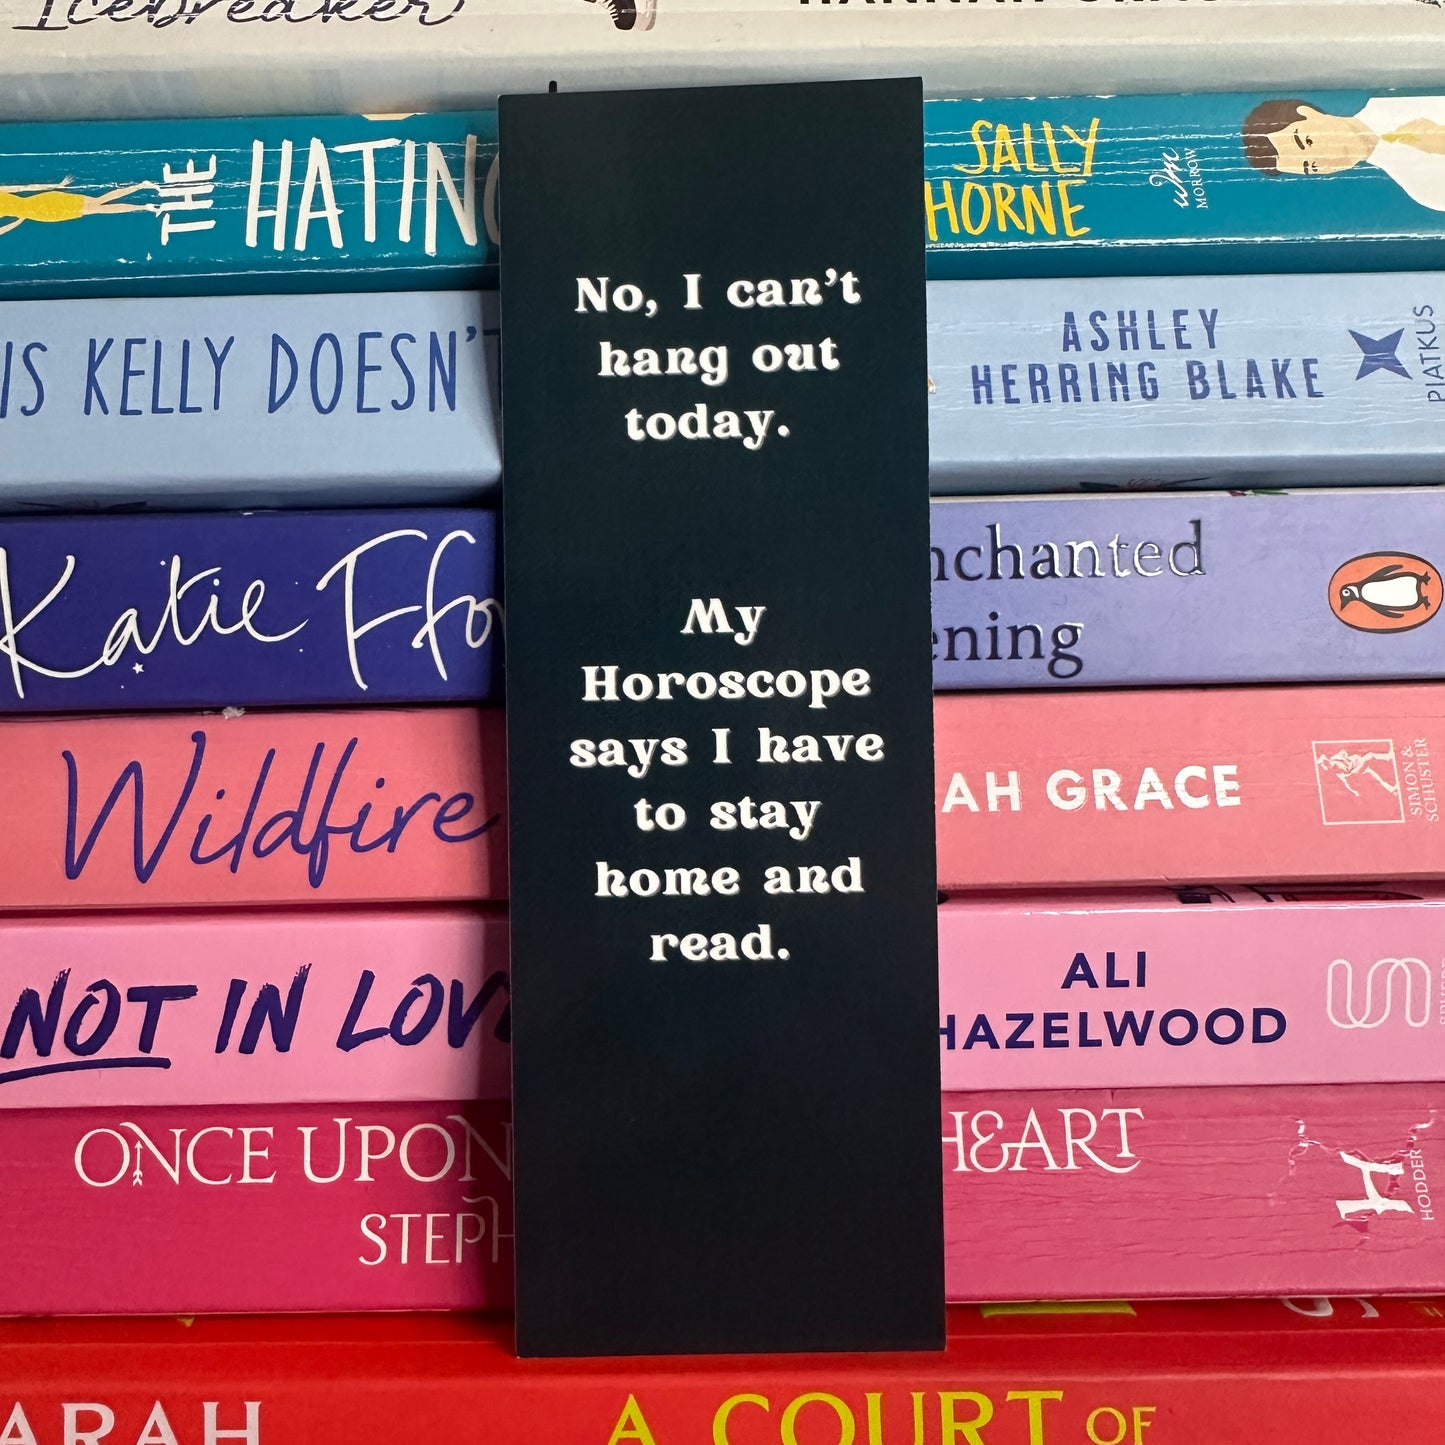 Icebreaker
THE HATING
SALLY
THORNE
MORROW
IS KELLY DOESN'T
ASHLEY
HERRING BLAKE
PIATKUS
No, I can't
hang out
today.
My
Horoscope
says I have
to stay
home and
read.
Katie Ffo
nchanted
ening
Wildfire
AH GRACE
SIMON &
SCHUSTER
NOT IN LOV
ALI
HAZELWOOD
ONCE UPON
STEPH
HEART
HODDER
ARAH
A COURT OF